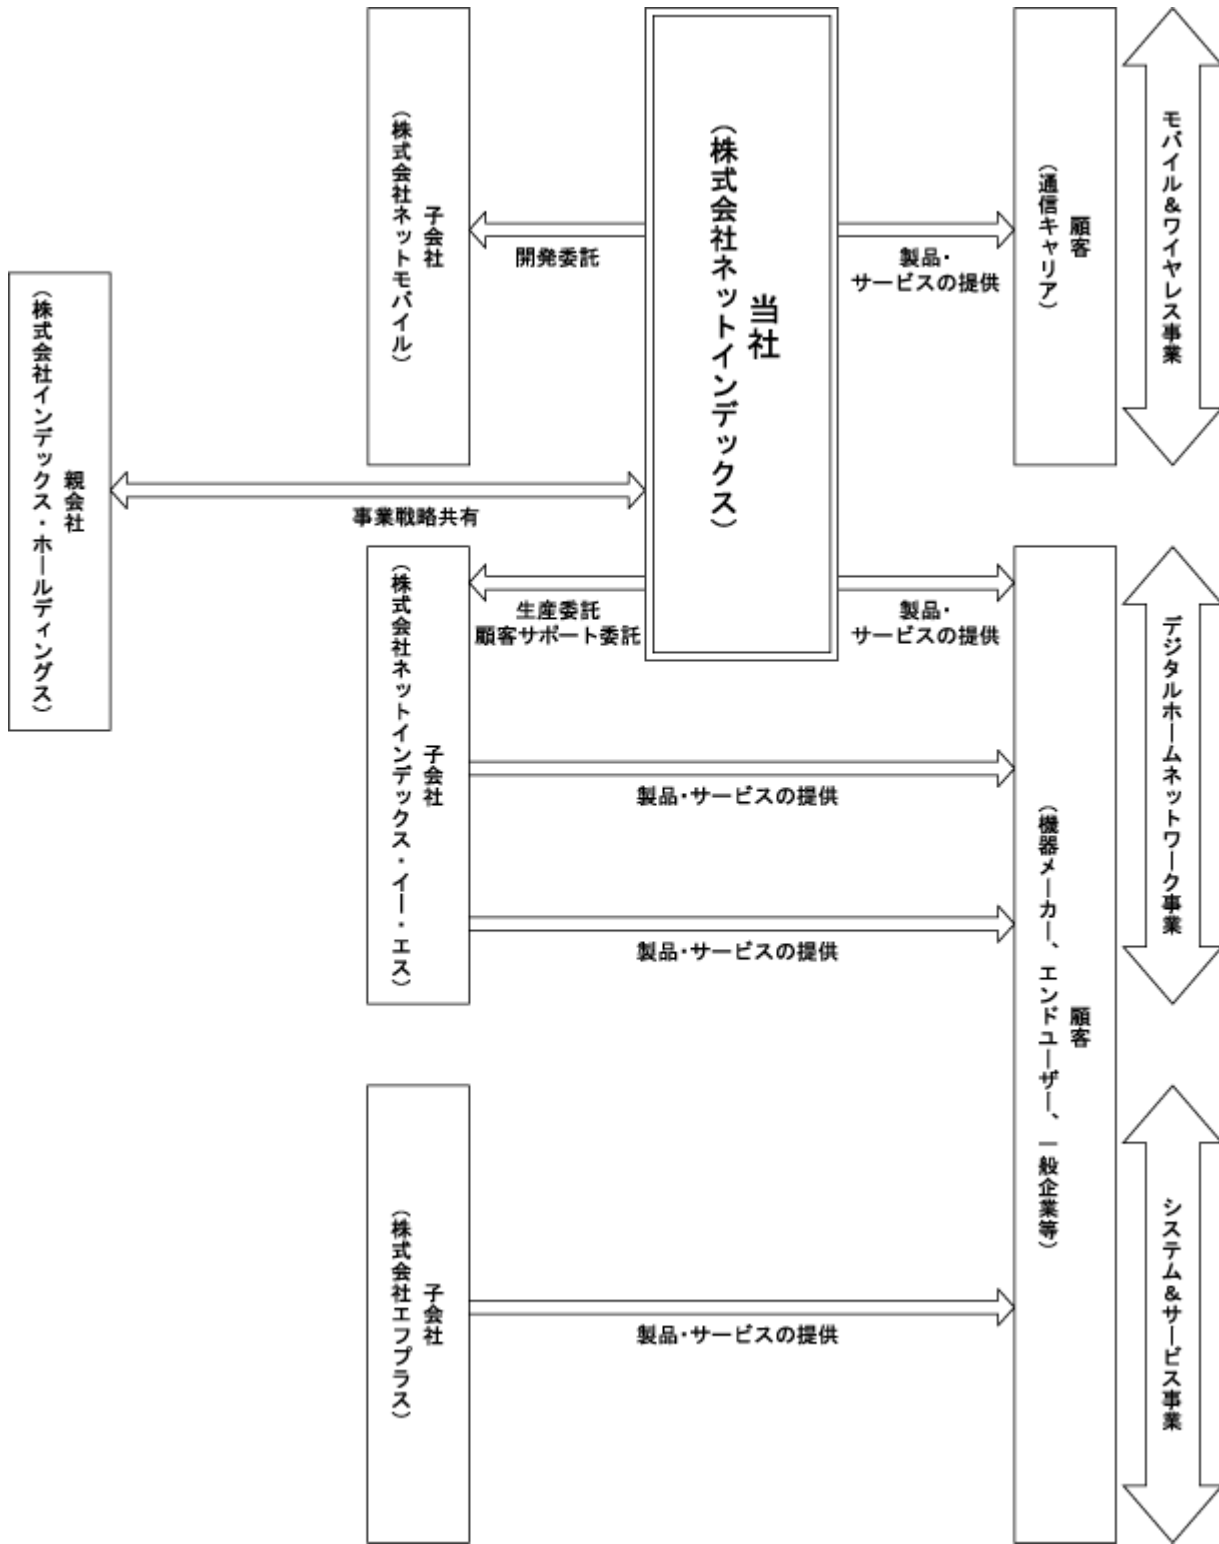 親会社
（株式会社インデックス・ホールディングス）
子会社
（株式会社ネットモバイル）
開発委託
当社
（株式会社ネットインデックス）
製品・
サービスの提供
顧客
（通信キャリア）
モバイル＆ワイヤレス事業
事業戦略共有
子会社
（株式会社ネットインデックス・イー・エス）
生産委託
顧客サポート委託
製品・
サービスの提供
製品・サービスの提供
製品・サービスの提供
顧客
（機器メーカー、エンドユーザー、一般企業等）
デジタルホームネットワーク事業
子会社
（株式会社エフプラス）
製品・サービスの提供
システム＆サービス事業